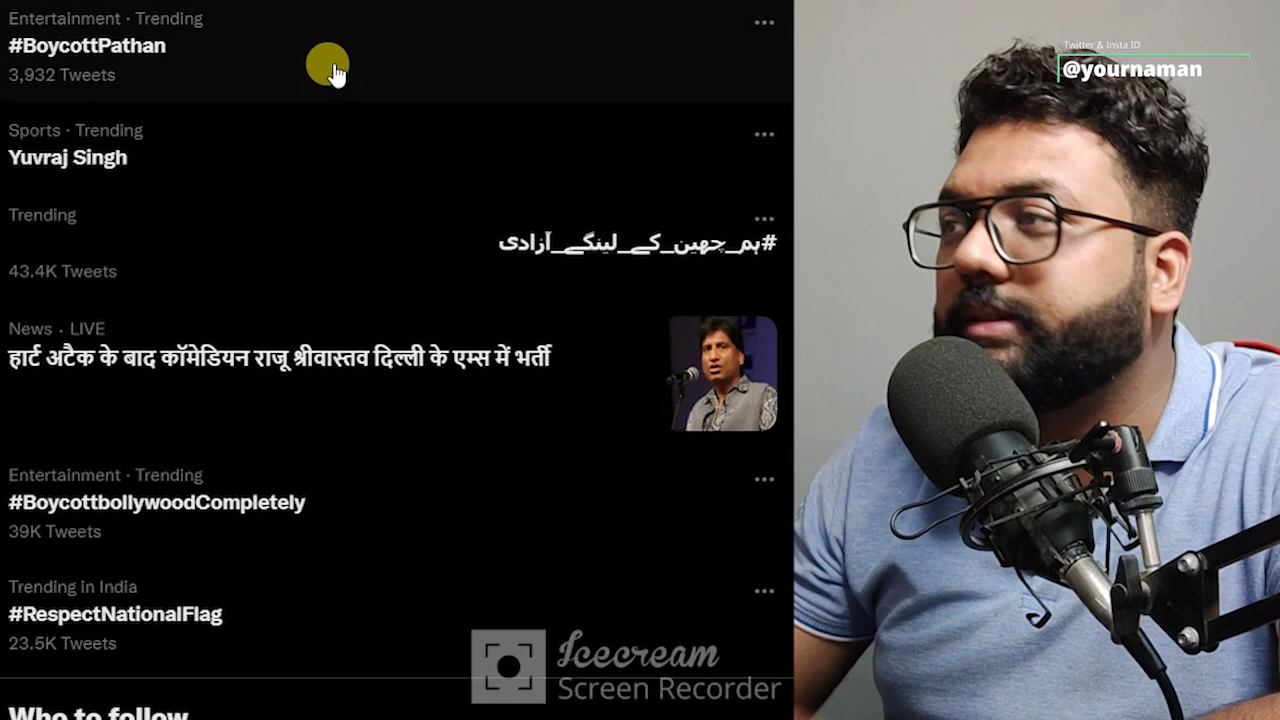 Entertainment · Trending
#BoycottPathan
3,932 Tweets
Sports · Trending
Yuvraj Singh
Trending
#ہم_چھین_کے_لینگے_آزادی
43.4K Tweets
News · LIVE
हार्ट अटैक के बाद कॉमेडियन राजू श्रीवास्तव दिल्ली के एम्स में भर्ती
Entertainment · Trending
#BoycottbollywoodCompletely
39K Tweets
Trending in India
#RespectNationalFlag
23.5K Tweets
Who to follow
Icecream
Screen Recorder
Twitter & Insta ID
@yournaman